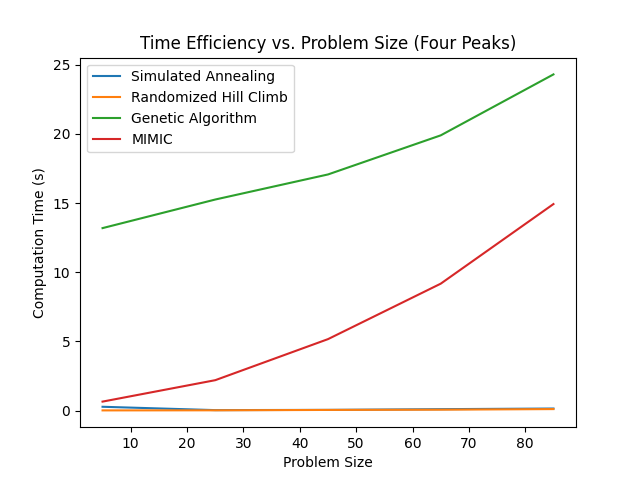 Time Efficiency vs. Problem Size (Four Peaks)
Simulated Annealing
Randomized Hill Climb
Genetic Algorithm
MIMIC
Computation Time (s)
25
20
15
10
5
0
10 20 30 40 50 60 70 80
Problem Size